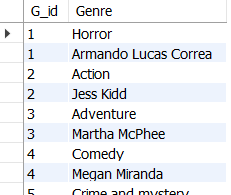 G_id Genre
1 Horror
1 Armando Lucas Correa
2 Action
2 Jess Kidd
3 Adventure
3 Martha McPhee
4 Comedy
4 Megan Miranda
5 Crime and mystery